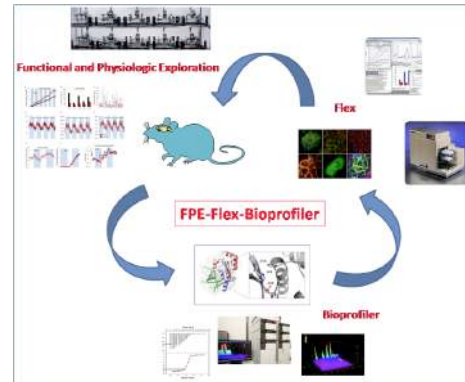 Functional and Physiologic Exploration
Flex
FPE-Flex-Bioprofiler
Bioprofiler